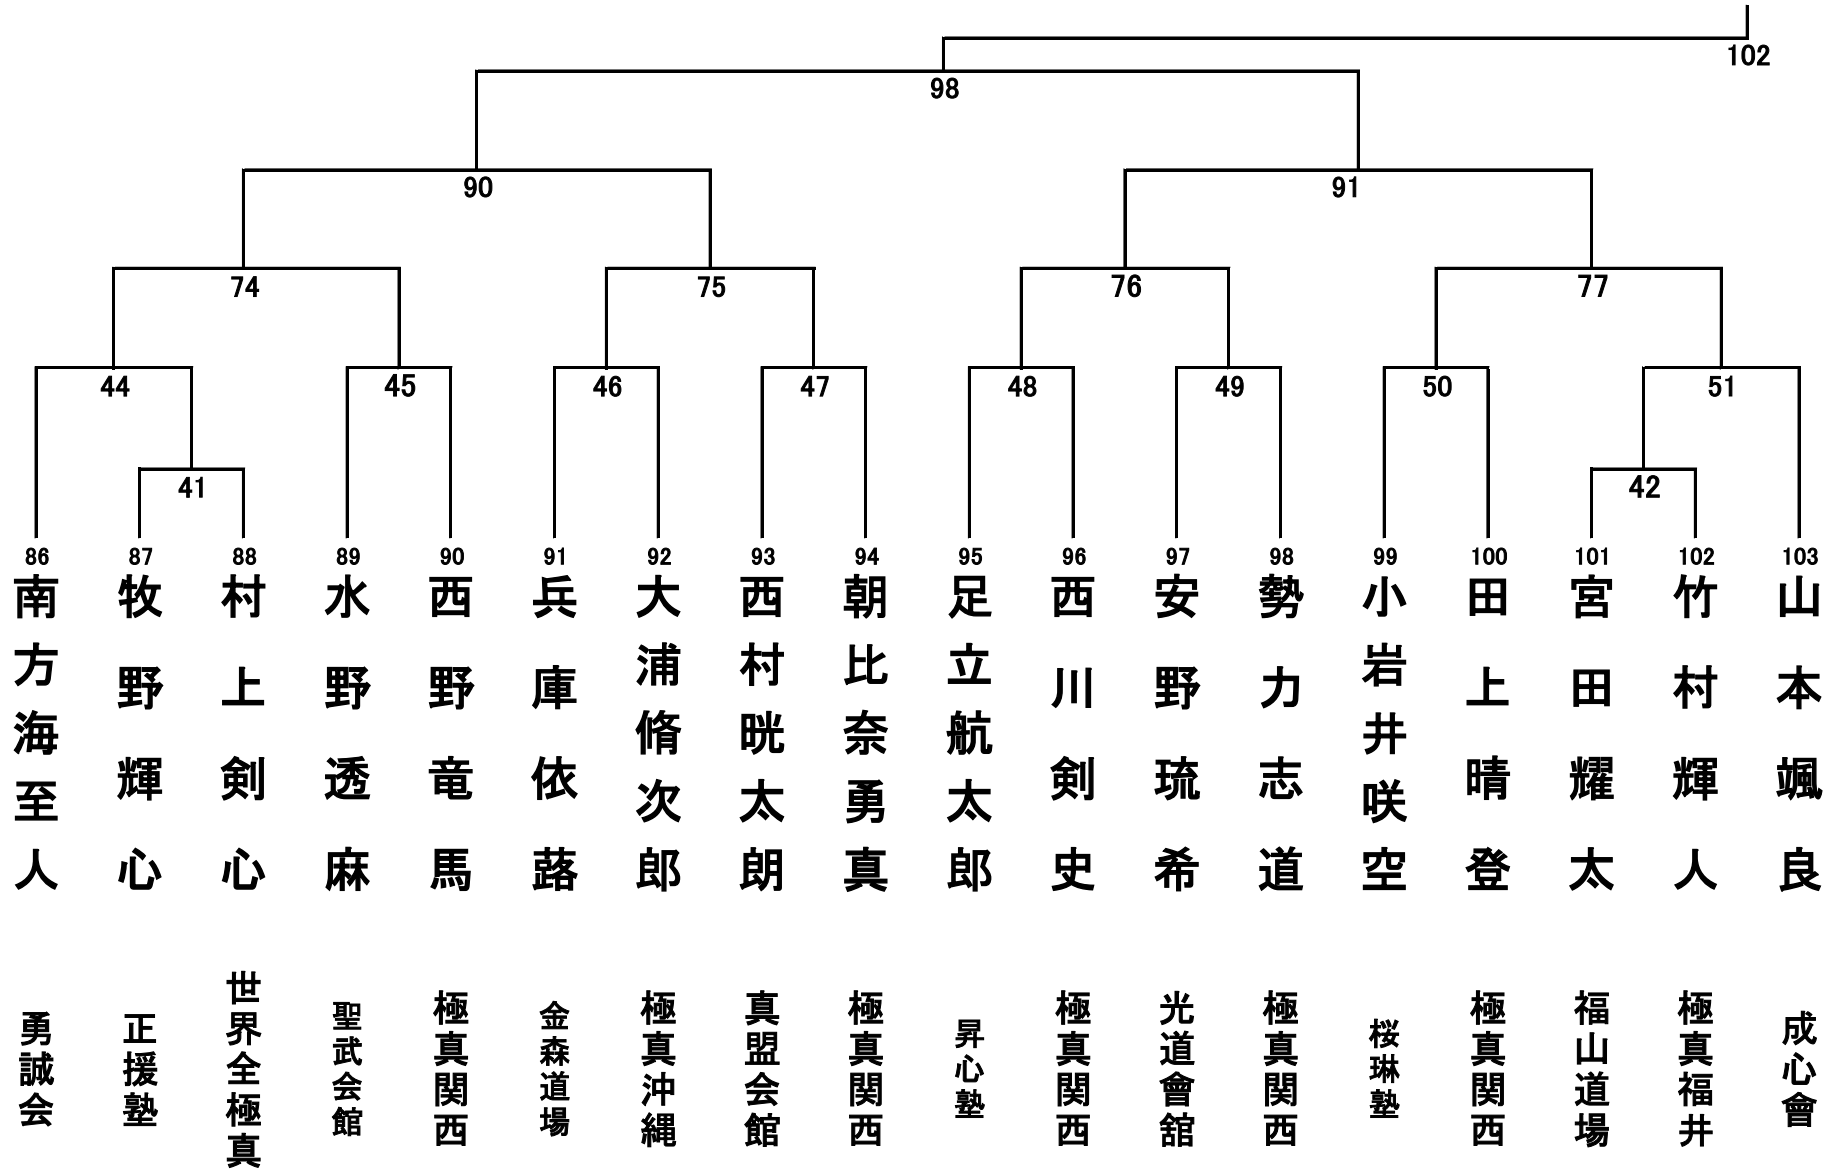 102
98
90 91
74 75 76 77
44 45 46 47 48 49 50 51
41 42
86 87 88 89 90 91 92 93 94 95 96 97 98 99 100 101 102 103
南方海至人
牧野輝心
村上剣心
水野透麻
西野竜馬
兵庫依蕗
大浦脩次郎
西村晄太朗
朝比奈勇真
足立航太郎
西川剣史
安野琉希
勢力志道
小岩井咲空
田上晴登
宮田耀太
竹村輝人
山本颯良
勇誠会
正援塾
世界全極真
聖武会館
極真関西
金森道場
極真沖縄
真盟会館
極真関西
昇心塾
極真関西
光道會舘
極真関西
桜琳塾
極真関西
福山道場
極真福井
成心會